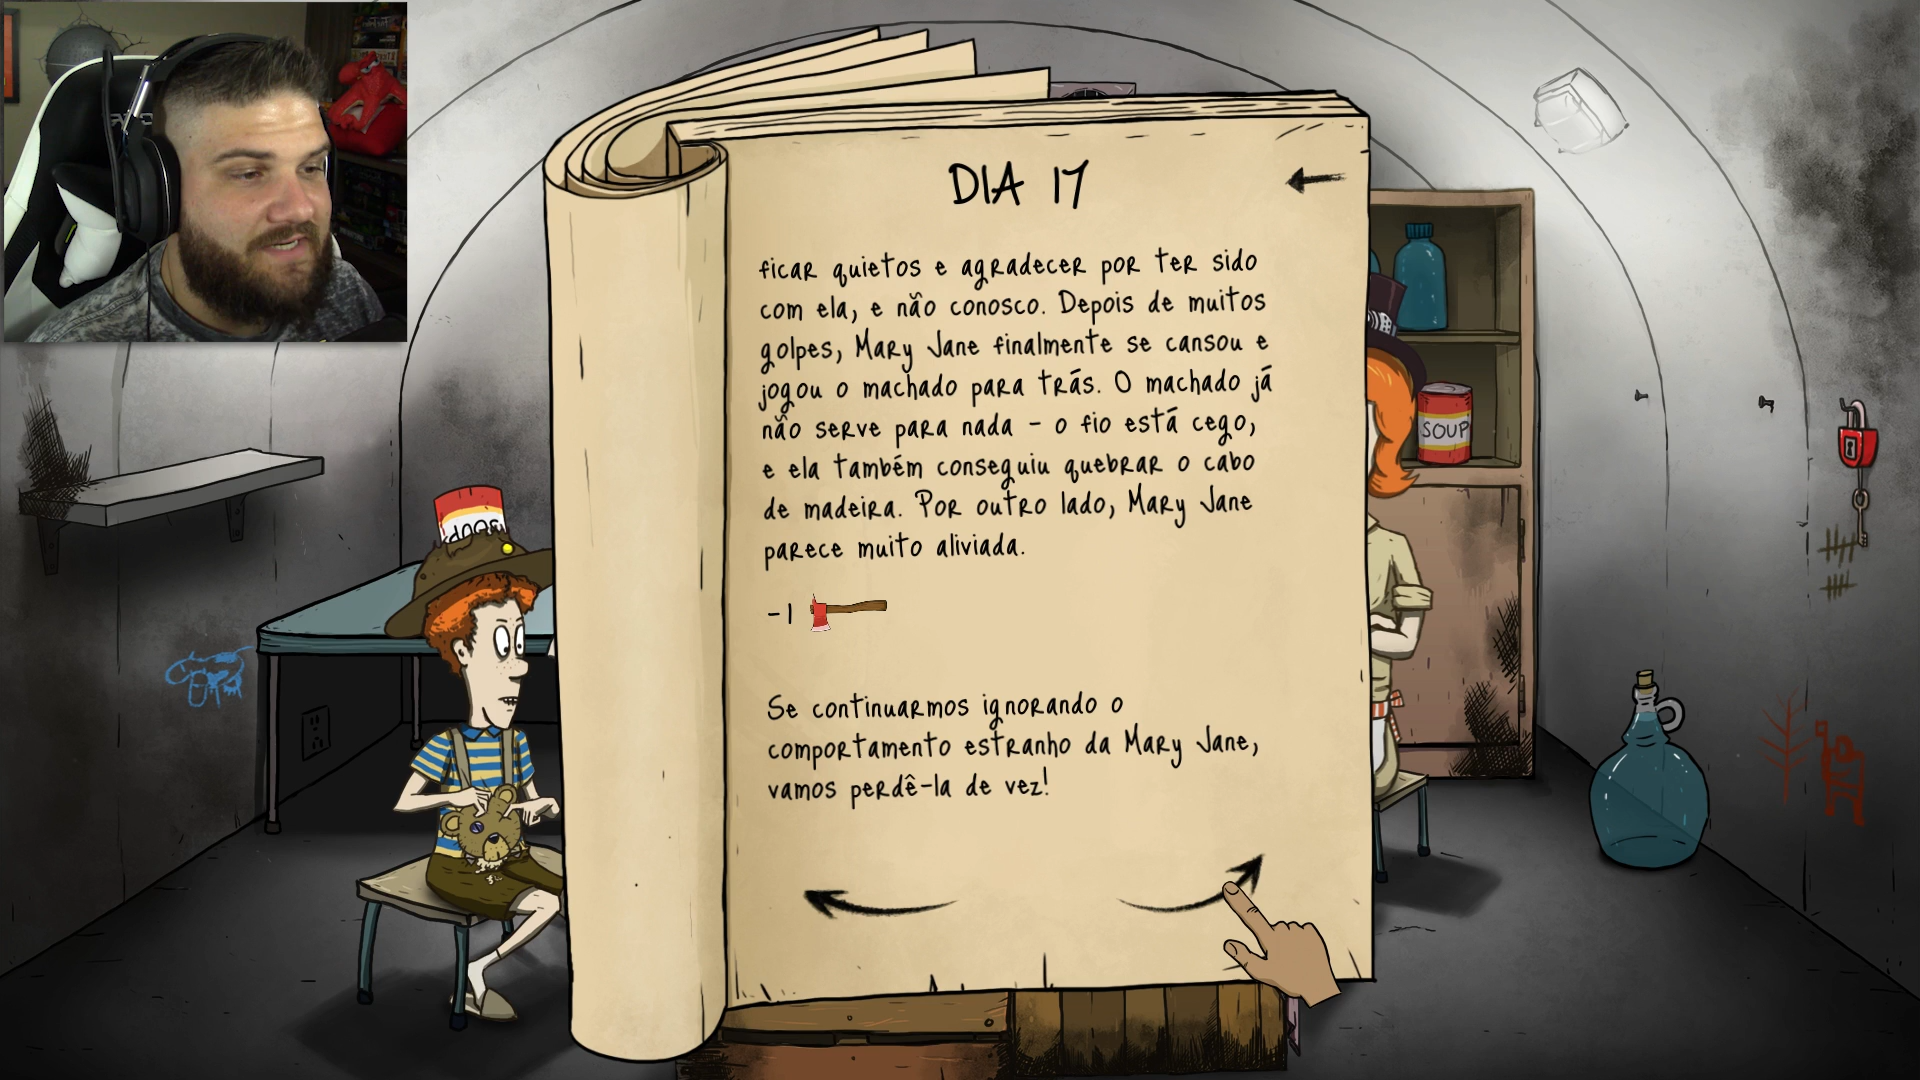 DIA 17
ficar quietos e agradecer por ter sido
com ela, e não conosco. Depois de muitos
golpes, Mary Jane finalmente se cansou e
jogou o machado para trás. O machado já
não serve para nada - o fio está cego,
e ela também conseguiu quebrar o cabo
de madeira. Por outro lado, Mary Jane
parece muito aliviada.
-1
Se continuarmos ignorando o
comportamento estranho da Mary Jane,
vamos perdê-la de vez!
SOUP
SOUP